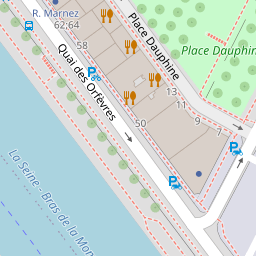 R. Marnez
62;64
58
Place Dauphine
Place Dauph
Quai des Orfèvres
13
11
9
7
50
La Seine - Bras de la Mon